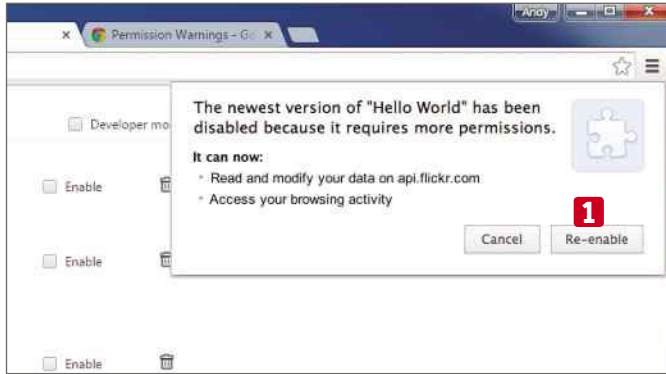 Andy
Permission Warnings - Go
Developer mo
The newest version of "Hello World" has been
disabled because it requires more permissions.
It can now:
• Read and modify your data on api.flickr.com
• Access your browsing activity
Enable
1
Cancel Re-enable
Enable
Enable